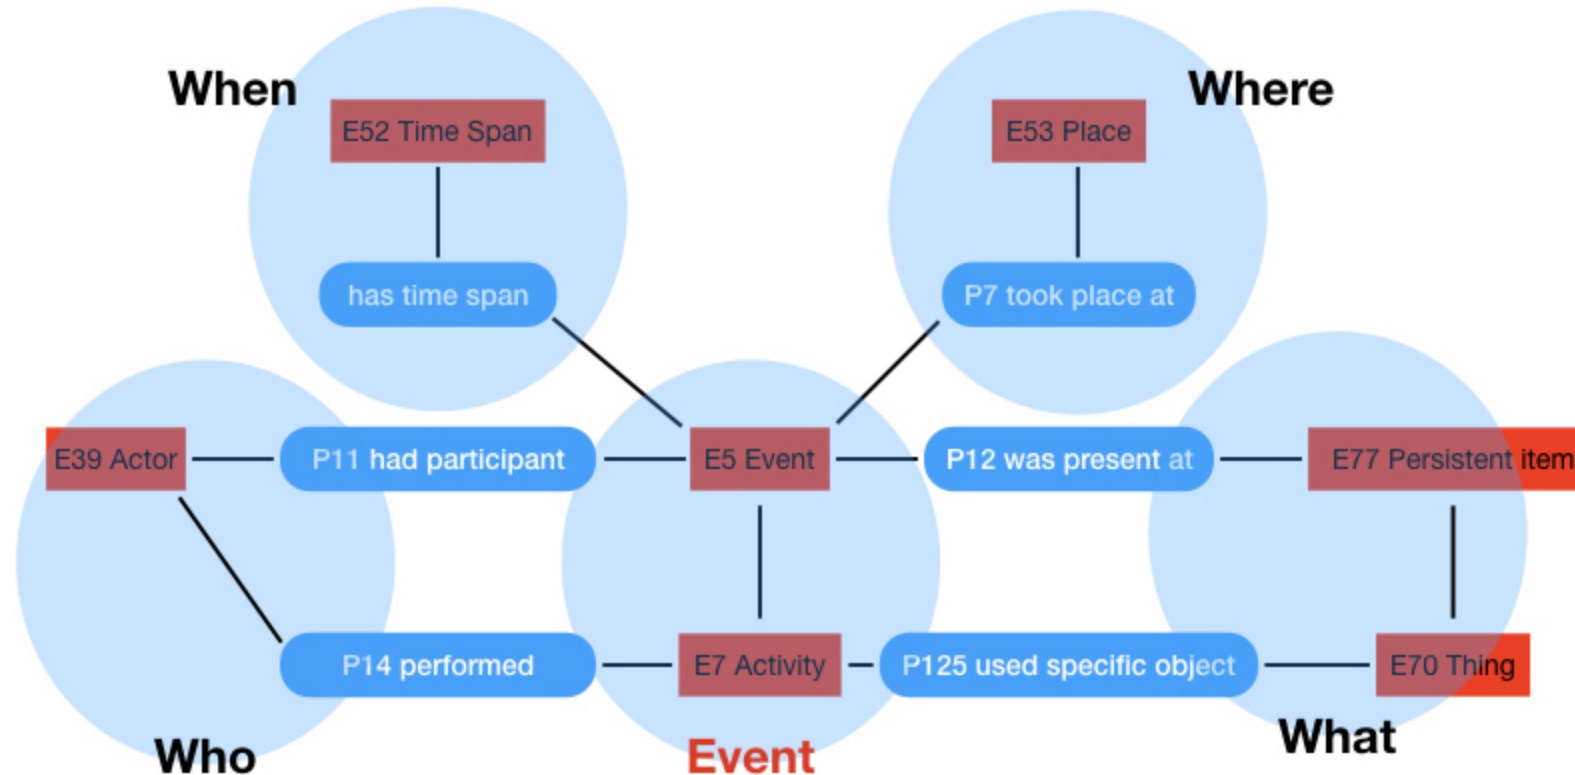 When
Where
E52 Time Span
E53 Place
has time span
P7 took place at
E39 Actor
P11 had participant
E5 Event
P12 was present at
E77 Persistent item
P14 performed
E7 Activity
P125 used specific object
E70 Thing
Who
Event
What